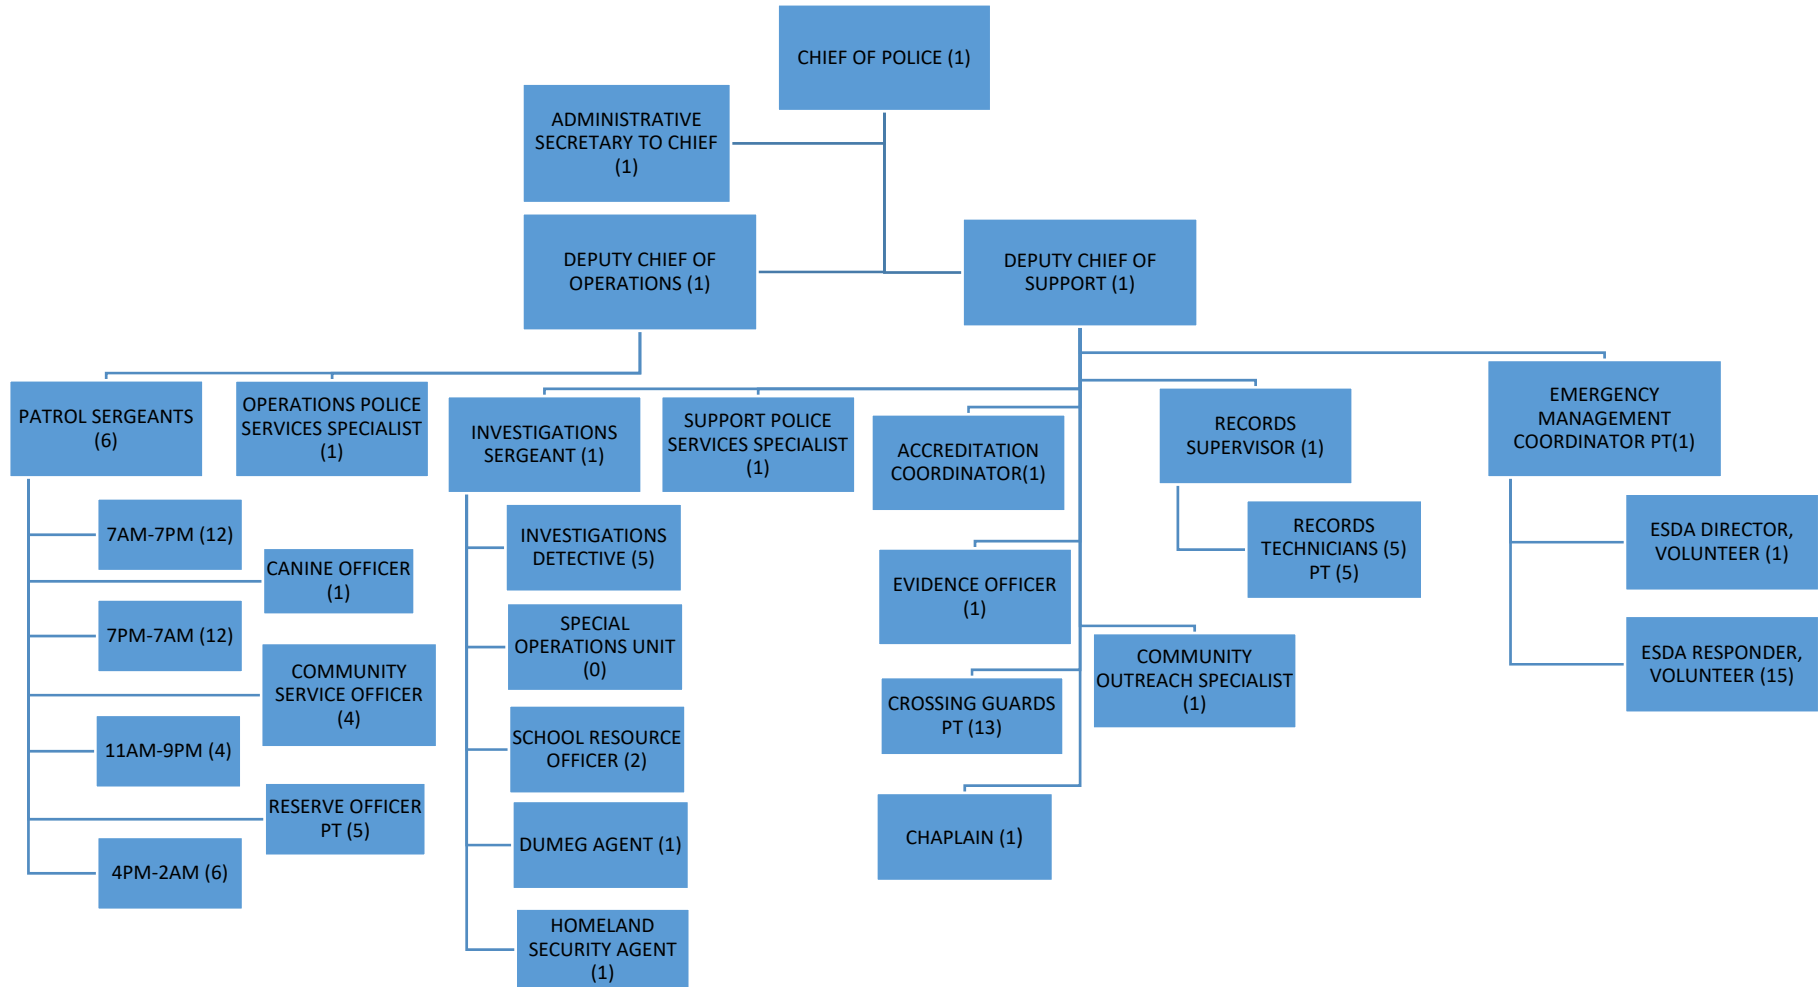 CHIEF OF POLICE (1)
ADMINISTRATIVE
SECRETARY TO CHIEF
(1)
DEPUTY CHIEF OF
OPERATIONS (1)
DEPUTY CHIEF OF
SUPPORT (1)
PATROL SERGEANTS
(6)
OPERATIONS POLICE
SERVICES SPECIALIST
(1)
INVESTIGATIONS
SERGEANT (1)
SUPPORT POLICE
SERVICES SPECIALIST
(1)
ACCREDITATION
COORDINATOR(1)
RECORDS
SUPERVISOR (1)
EMERGENCY
MANAGEMENT
COORDINATOR PT(1)
7AM-7PM (12)
CANINE OFFICER
(1)
7PM-7AM (12)
COMMUNITY
SERVICE OFFICER
(4)
11AM-9PM (4)
RESERVE OFFICER
PT (5)
4PM-2AM (6)
INVESTIGATIONS
DETECTIVE (5)
SPECIAL
OPERATIONS UNIT
(0)
SCHOOL RESOURCE
OFFICER (2)
DUMEG AGENT (1)
HOMELAND
SECURITY AGENT
(1)
EVIDENCE OFFICER
(1)
CROSSING GUARDS
PT (13)
CHAPLAIN (1)
COMMUNITY
OUTREACH SPECIALIST
(1)
RECORDS
TECHNICIANS (5)
PT (5)
ESDA DIRECTOR,
VOLUNTEER (1)
ESDA RESPONDER,
VOLUNTEER (15)